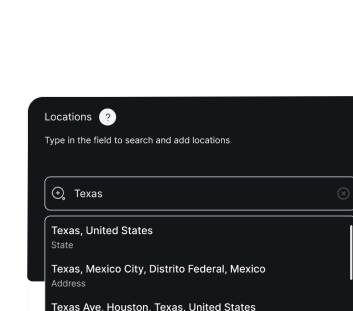 Locations ?
Type in the field to search and add locations
Texas
Texas, United States
State
Texas, Mexico City, Distrito Federal, Mexico
Address
Texas Ave, Houston, Texas, United States